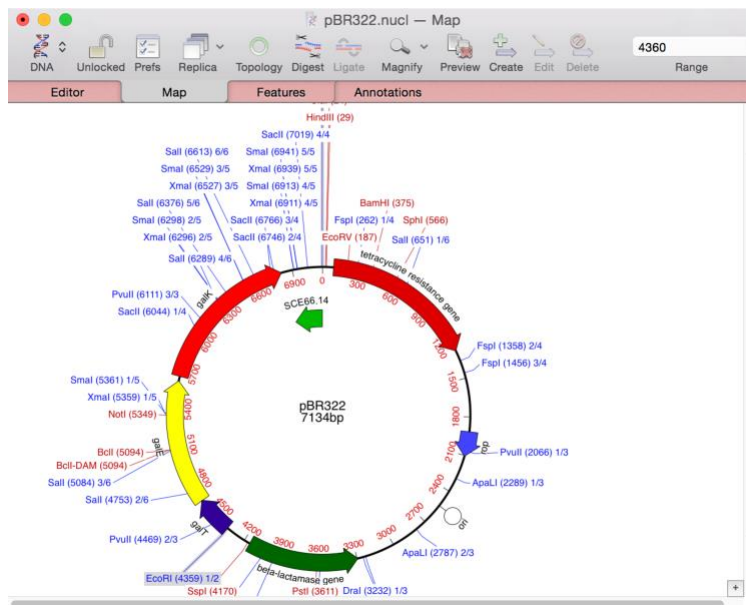 pBR322.nucl — Map
DNA Unlocked Prefs Replica Topology Digest Ligate Magnify Preview Create Edit Delete
4360
Range
Editor Map Features Annotations
HindIII (29)
SacII (7019) 4/4
SalI (6613) 6/6
SmaI (6941) 5/5
SmaI (6529) 3/5
XmaI (6939) 5/5
XmaI (6527) 3/5
SmaI (6913) 4/5
SalI (6376) 5/6
XmaI (6911) 4/5
SmaI (6298) 2/5
SacII (6766) 3/4
XmaI (6296) 2/5
SacII (6746) 2/4
SalI (6289) 4/6
BamHI (375)
FspI (262) 1/4
SphI (566)
EcoRV (187)
SalI (651) 1/6
tetracycline resistance gene
PvuII (6111) 3/3
SacII (6044) 1/4
galK
SCE66.14
FspI (1358) 2/4
FspI (1456) 3/4
SmaI (5361) 1/5
XmaI (5359) 1/5
NotI (5349)
pBR322
7134bp
rop
PvuII (2066) 1/3
BclI (5094)
BclI-DAM (5094)
galE
SalI (5084) 3/6
SalI (4753) 2/6
ApaLI (2289) 1/3
ori
galT
PvuII (4469) 2/3
ApaLI (2787) 2/3
EcoRI (4359) 1/2
SspI (4170)
beta-lactamase gene
PstI (3611)
DraI (3232) 1/3
0
300
600
900
1200
1500
1800
2100
2400
2700
3000
3300
3600
3900
4200
4500
4800
5100
5400
5700
6000
6300
6600
6900
+